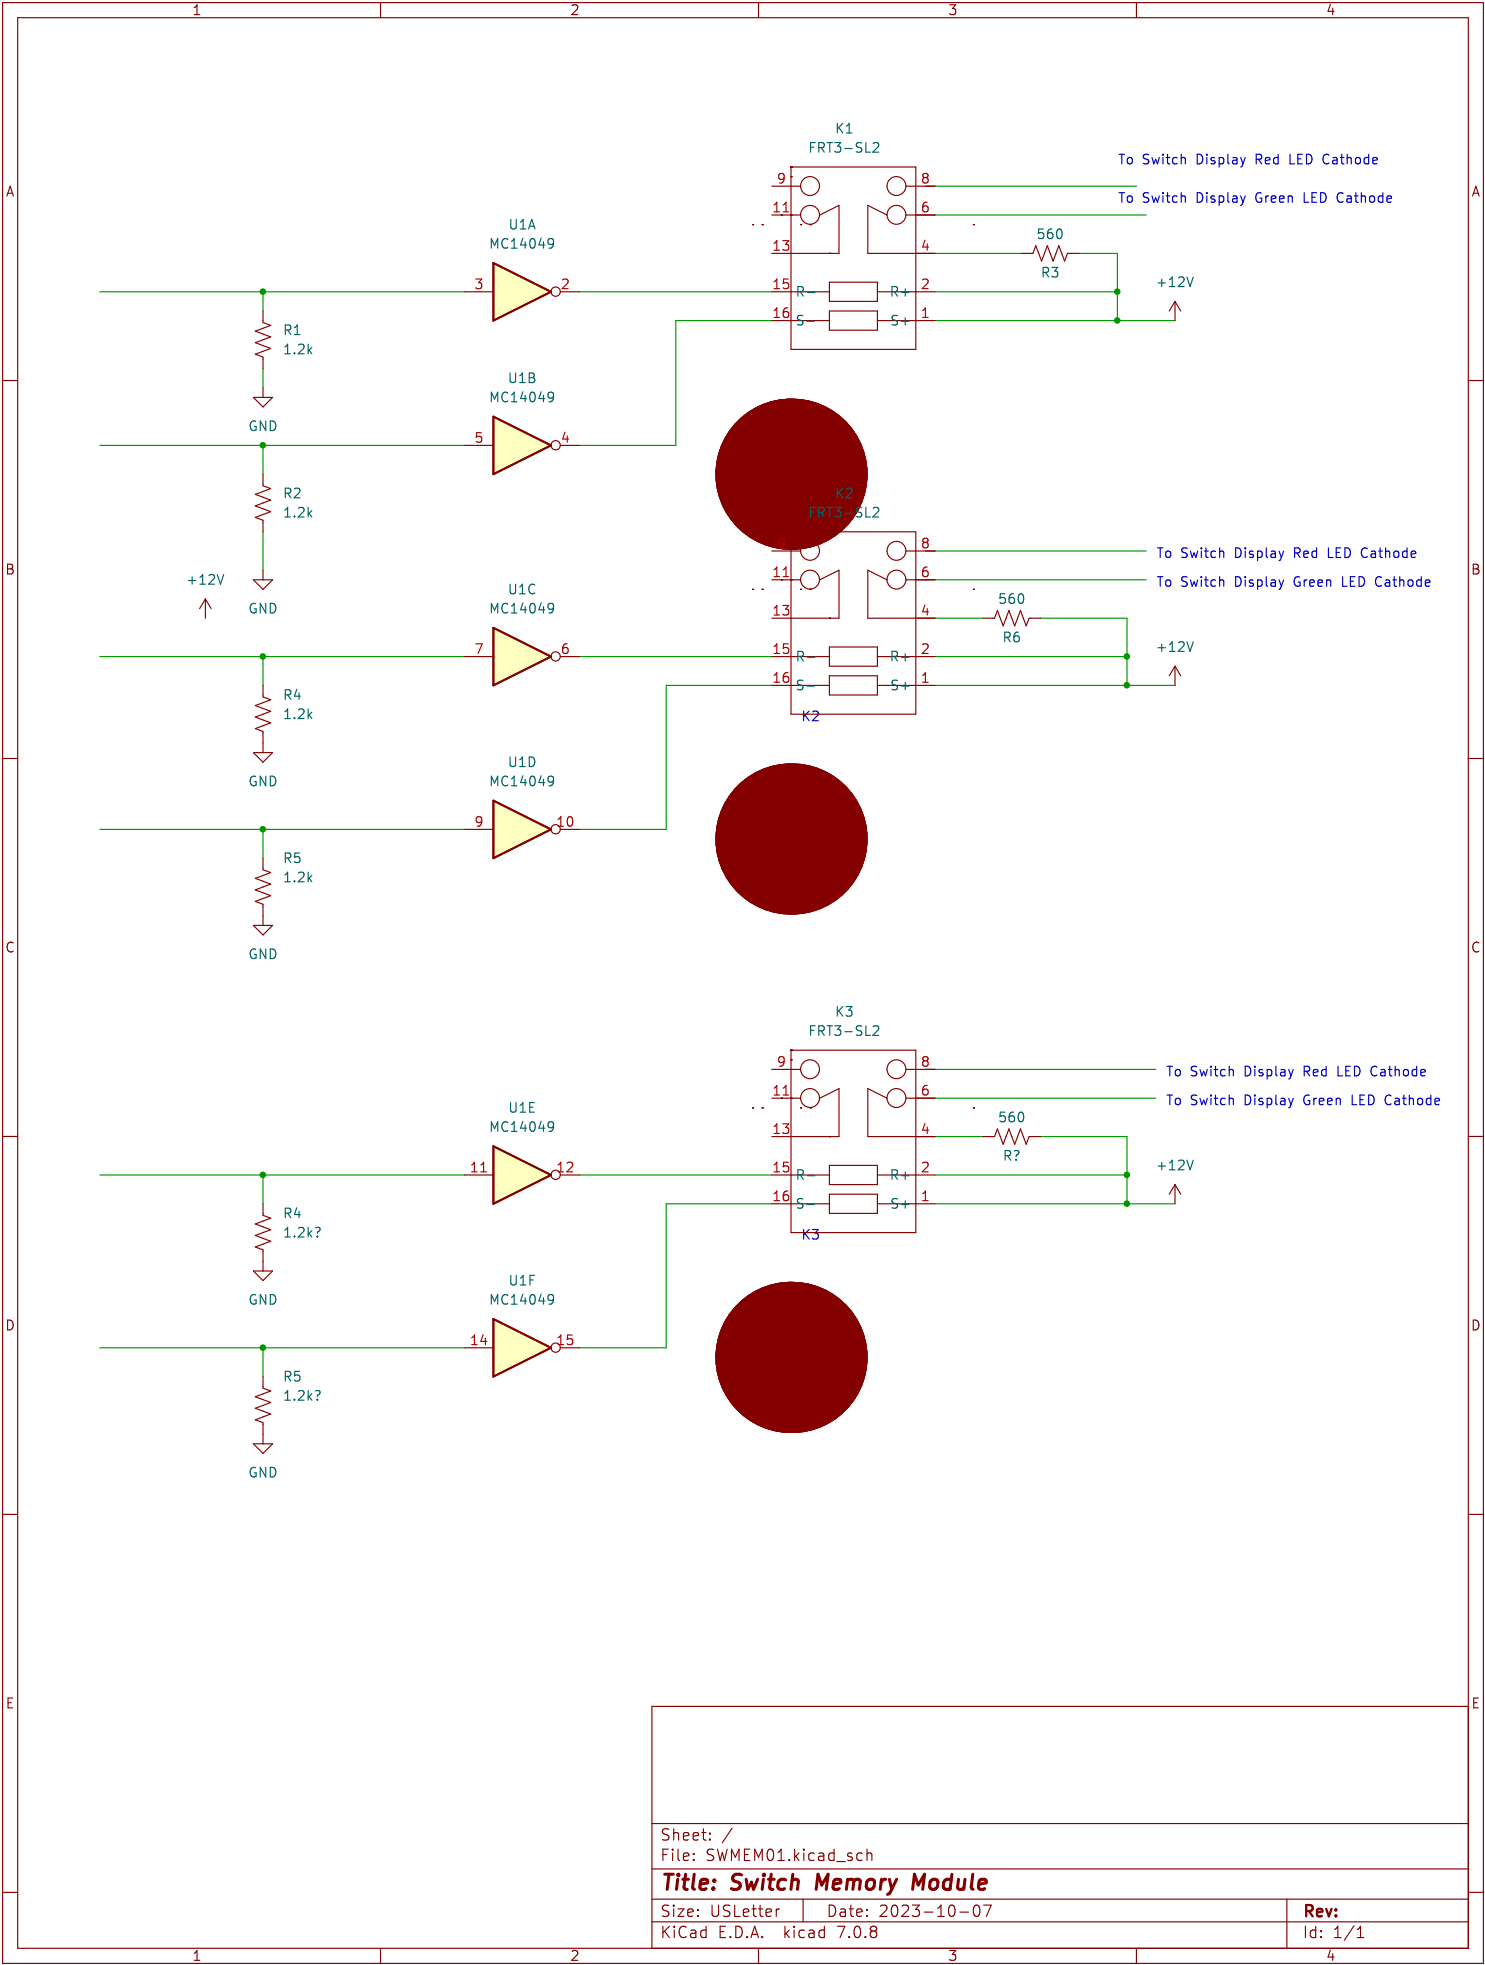 1 2 3 4
K1
FRT3-SL2
To Switch Display Red LED Cathode
9 8
A A
To Switch Display Green LED Cathode
11 6
U1A
MC14049
560
13 4
R3
+12V
3 2
15 R- R+ 2
16 S- S+ 1
R1
1.2k
U1B
MC14049
GND
5 4
K2
FRT3-SL2
R2
1.2k
9 8
To Switch Display Red LED Cathode
B B
+12V
11 6
To Switch Display Green LED Cathode
U1C
MC14049
560
GND
13 4
R6
+12V
7 6
15 R- R+ 2
16 S- S+ 1
R4
1.2k
K2
U1D
MC14049
GND
9 10
R5
1.2k
C C
GND
K3
FRT3-SL2
9 8
To Switch Display Red LED Cathode
11 6
To Switch Display Green LED Cathode
U1E
MC14049
560
13 4
R?
+12V
11 12
15 R- R+ 2
16 S- S+ 1
R4
1.2k?
K3
U1F
MC14049
GND
D D
14 15
R5
1.2k?
GND
E E
Sheet: /
File: SWMEM01.kicad_sch
Title: Switch Memory Module
Size: USLetter Date: 2023-10-07 Rev:
KiCad E.D.A. kicad 7.0.8 Id: 1/1
1 2 3 4